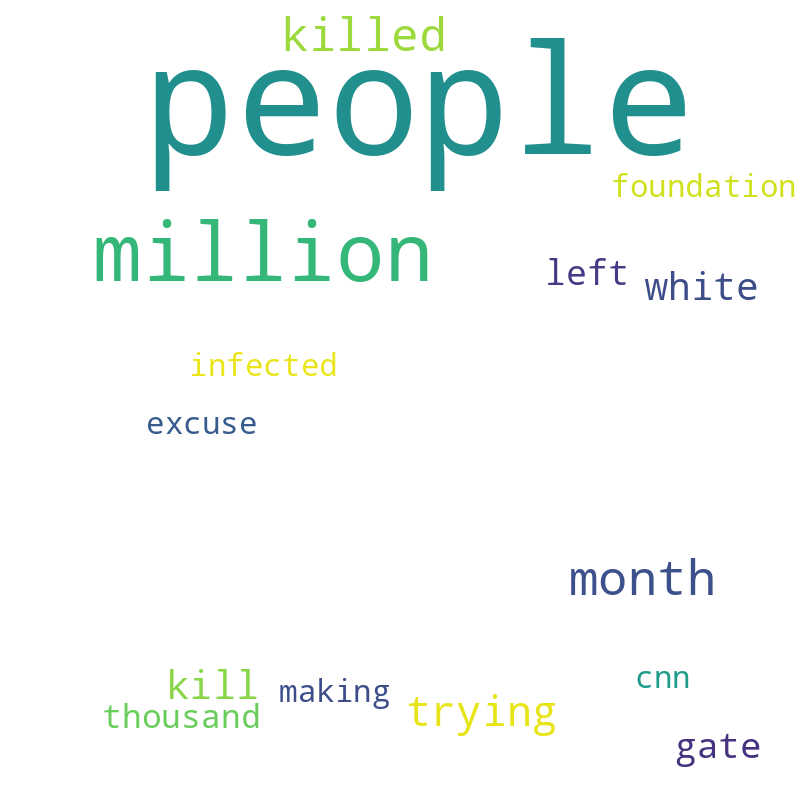 killed
people
foundation
million
left
white
infected
excuse
month
kill
making
cnn
thousand
trying
gate